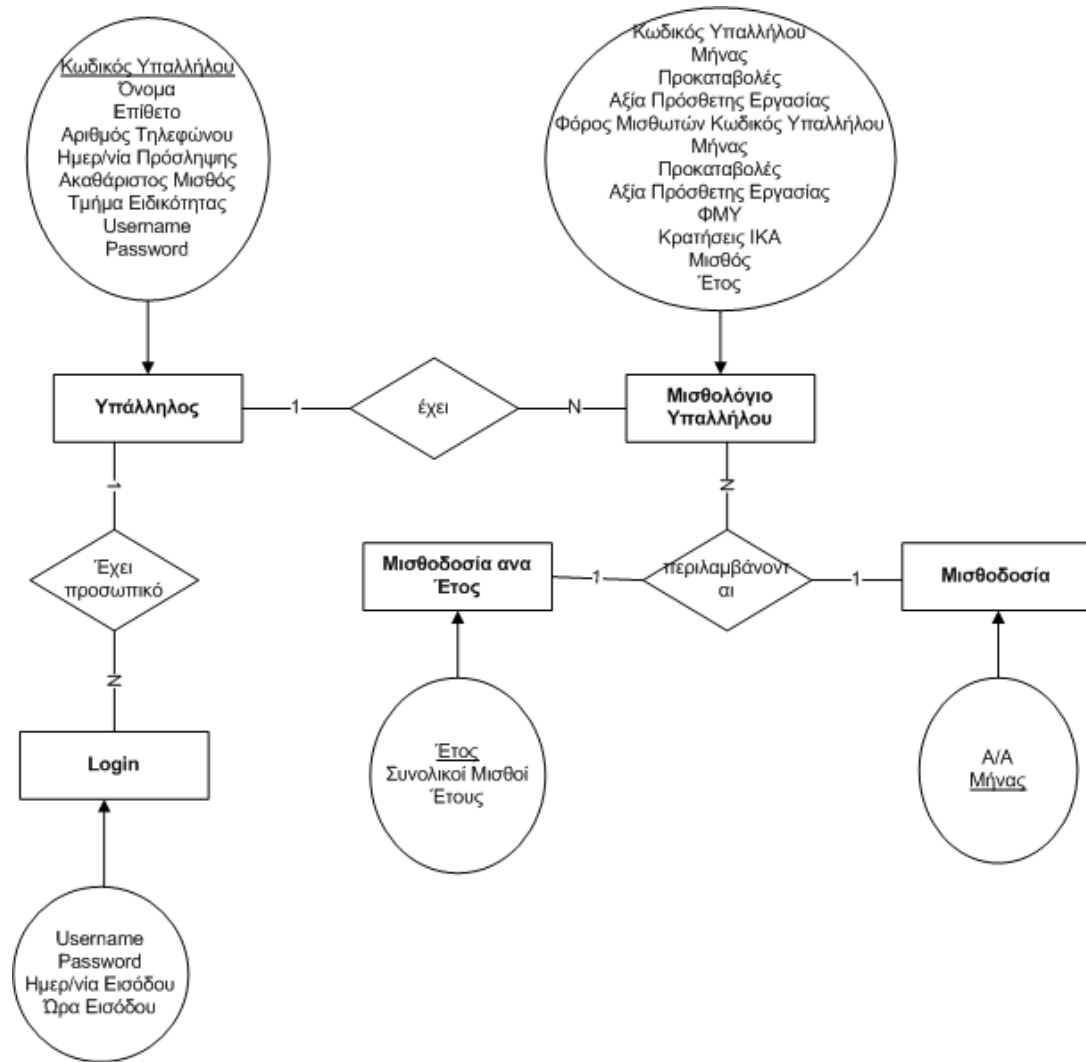 Κωδικός Υπαλλήλου
Όνομα
Επίθετο
Αριθμός Τηλεφώνου
Ημερ/νία Πρόσληψης
Ακαθάριστος Μισθός
Τμήμα Ειδικότητας
Username
Password
Κωδικός Υπαλλήλου
Μήνας
Προκαταβολές
Αξία Πρόσθετης Εργασίας
Φόρος Μισθωτών Κωδικός Υπαλλήλου
Μήνας
Προκαταβολές
Αξία Πρόσθετης Εργασίας
ΦΜΥ
Κρατήσεις ΙΚΑ
Μισθός
Έτος
Υπάλληλος
1
έχει
N
Μισθολόγιο
Υπαλλήλου
1
N
Έχει
προσωπικό
N
Login
Μισθοδοσία ανα
Έτος
1
περιλαμβάνοντ
αι
1
Μισθοδοσία
Έτος
Συνολικοί Μισθοί
Έτους
Α/Α
Μήνας
Username
Password
Ημερ/νία Εισόδου
Ώρα Εισόδου